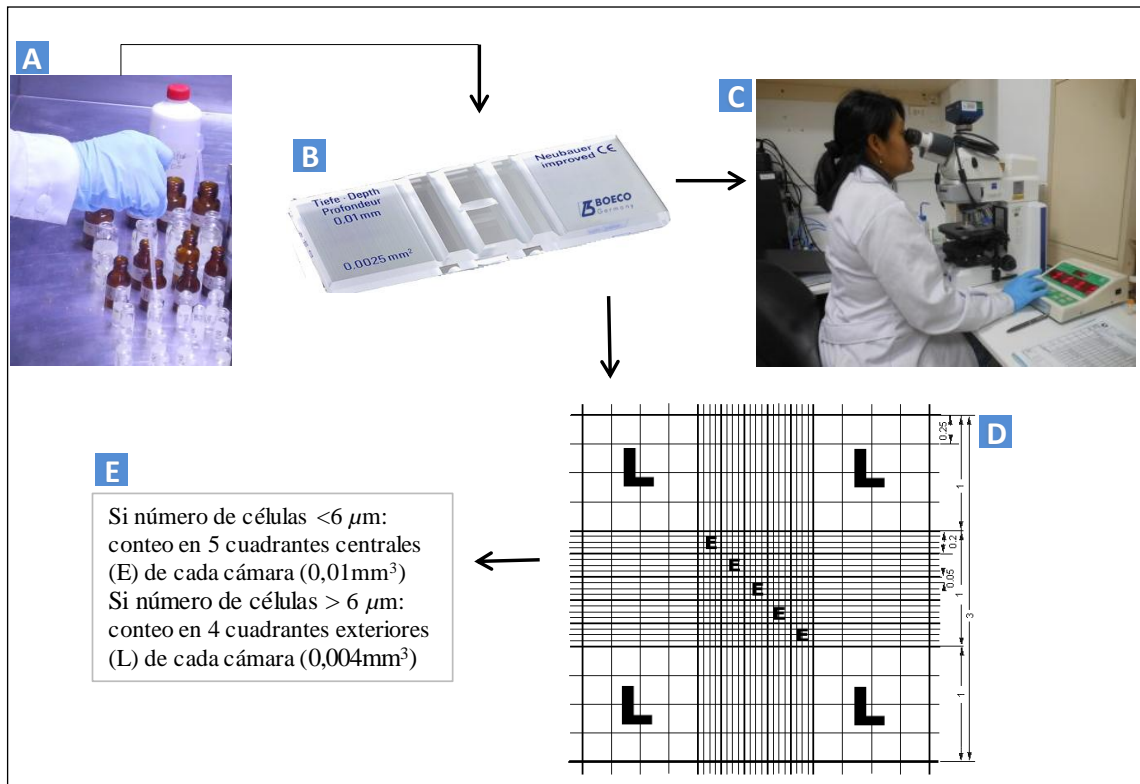 A
B
Tiefe · Depth
Profondeur
0.01mm
0.0025 mm²
Neubauer
improved CE
BOECO
Germany
C
D
L
L
L
L
E
E
E
E
E
0.25
1
0.2
0.05
1
3
1
E
Si número de células <6 µm:
conteo en 5 cuadrantes centrales
(E) de cada cámara (0,01mm³)
Si número de células > 6 µm:
conteo en 4 cuadrantes exteriores
(L) de cada cámara (0,004mm³)